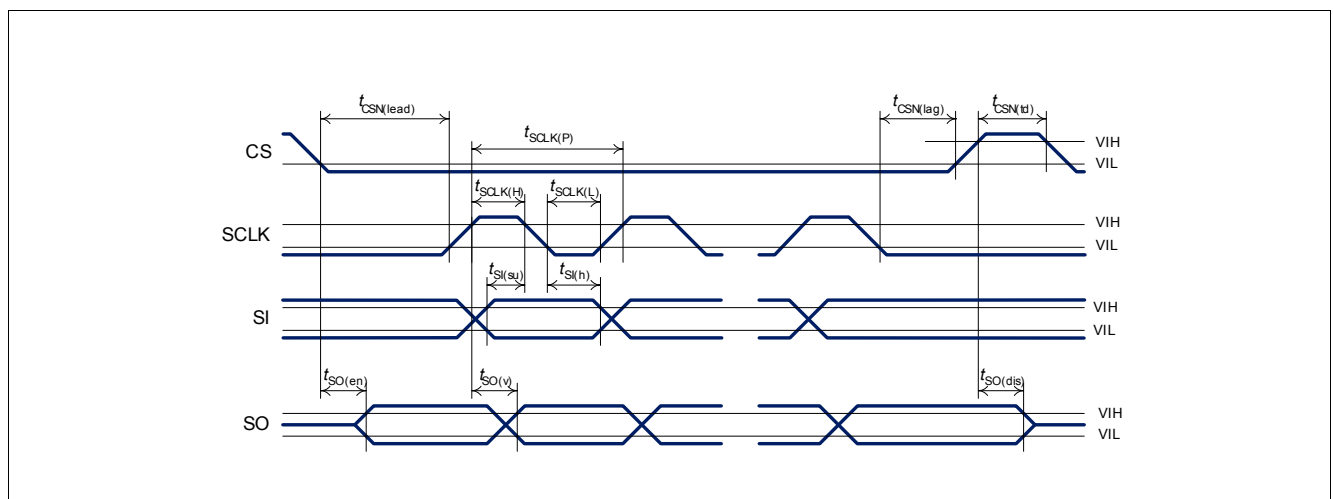 tCSN(lead)
tCSN(lag)
tCSN(td)
tSCLK(P)
CS
VIH
VIL
tSCLK(H)
tSCLK(L)
SCLK
VIH
VIL
tSI(su)
tSI(h)
SI
VIH
VIL
tSO(en)
tSO(v)
tSO(dis)
SO
VIH
VIL